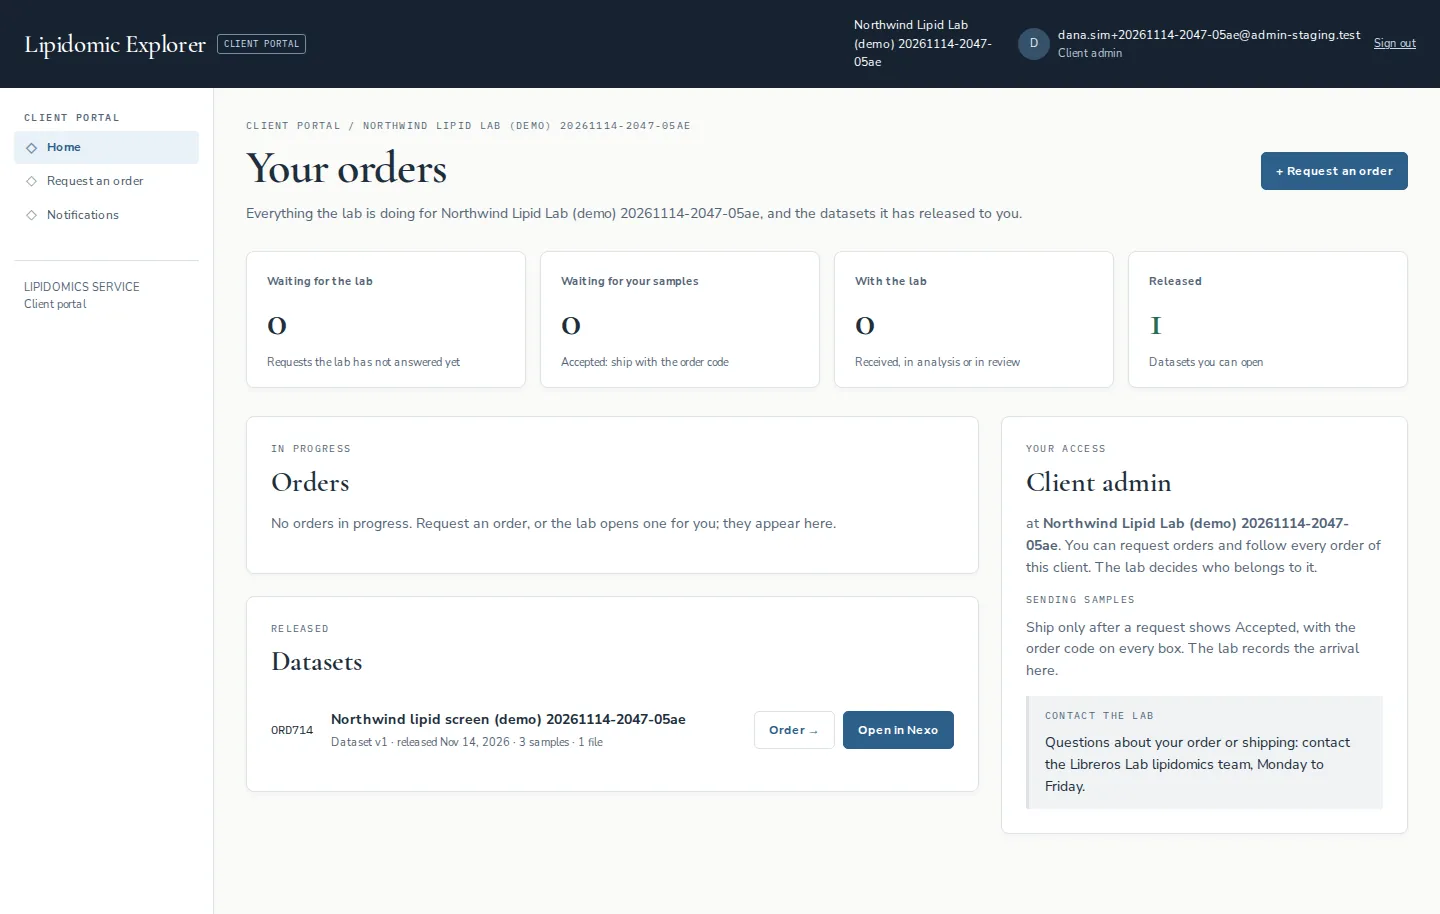 Lipidomic Explorer
CLIENT PORTAL
Northwind Lipid Lab
(demo) 20261114-2047-
05ae
D
dana.sim+20261114-2047-05ae@admin-staging.test
Client admin
Sign out
CLIENT PORTAL
Home
Request an order
Notifications
LIPIDOMICS SERVICE
Client portal
CLIENT PORTAL / NORTHWIND LIPID LAB (DEMO) 20261114-2047-05AE
Your orders
+ Request an order
Everything the lab is doing for Northwind Lipid Lab (demo) 20261114-2047-05ae, and the datasets it has released to you.
Waiting for the lab
0
Requests the lab has not answered yet
Waiting for your samples
0
Accepted: ship with the order code
With the lab
0
Received, in analysis or in review
Released
1
Datasets you can open
IN PROGRESS
Orders
No orders in progress. Request an order, or the lab opens one for you; they appear here.
RELEASED
Datasets
ORD714
Northwind lipid screen (demo) 20261114-2047-05ae
Dataset v1 · released Nov 14, 2026 · 3 samples · 1 file
Order →
Open in Nexo
YOUR ACCESS
Client admin
at Northwind Lipid Lab (demo) 20261114-2047-
05ae. You can request orders and follow every order of
this client. The lab decides who belongs to it.
SENDING SAMPLES
Ship only after a request shows Accepted, with the
order code on every box. The lab records the arrival
here.
CONTACT THE LAB
Questions about your order or shipping: contact
the Libreros Lab lipidomics team, Monday to
Friday.